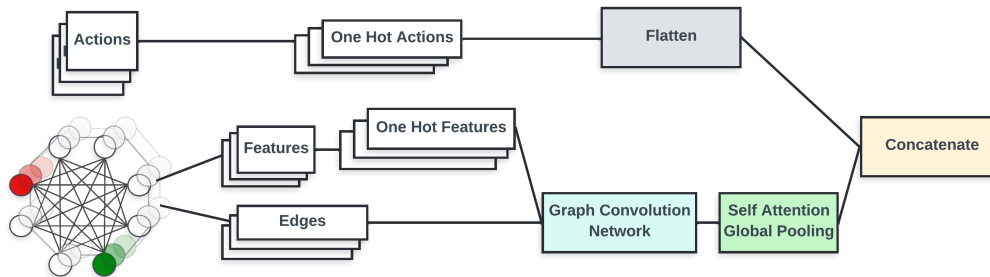 Actions
One Hot Actions
Flatten
Features
One Hot Features
Concatenate
Edges
Graph Convolution
Network
Self Attention
Global Pooling